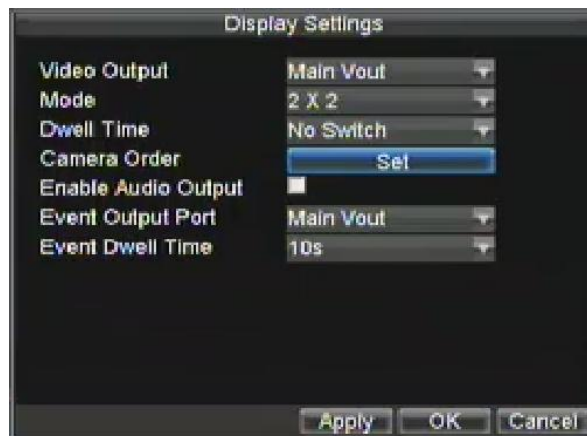 Display Settings
Video Output Main Vout
Mode 2 X 2
Dwell Time No Switch
Camera Order Set
Enable Audio Output
Event Output Port Main Vout
Event Dwell Time 10s
Apply OK Cancel